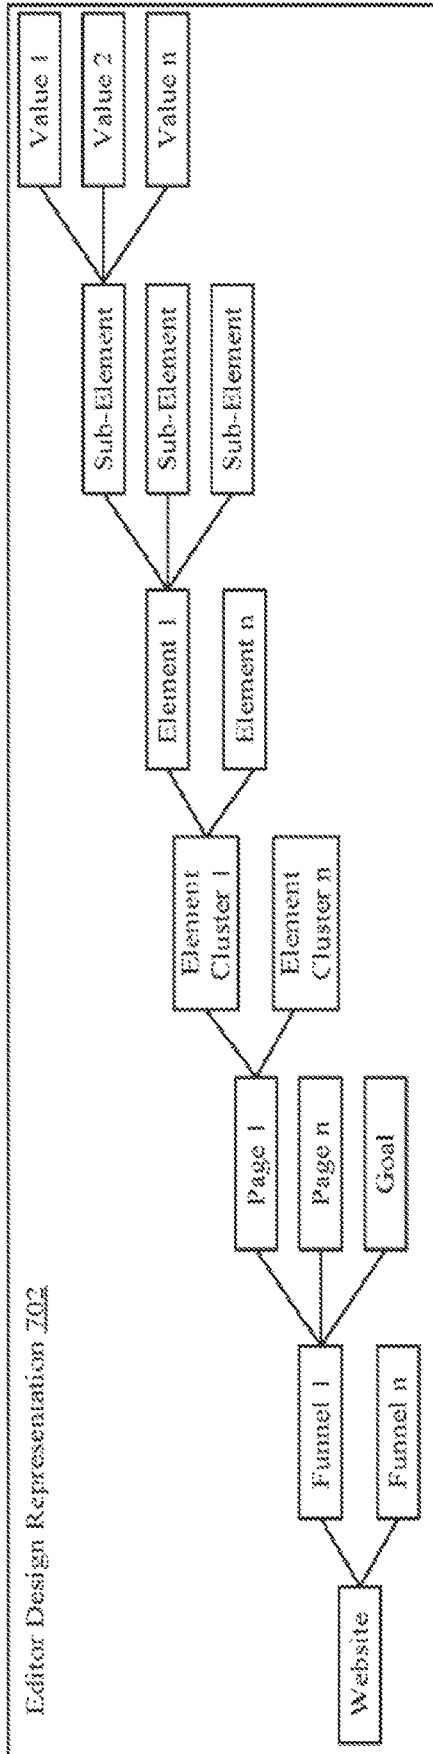 Editor Design Representation 702
Website
Funnel 1
Funnel n
Page 1
Page n
Goal
Element
Cluster 1
Element
Cluster n
Element 1
Element n
Sub-Element
Sub-Element
Sub-Element
Value 1
Value 2
Value n